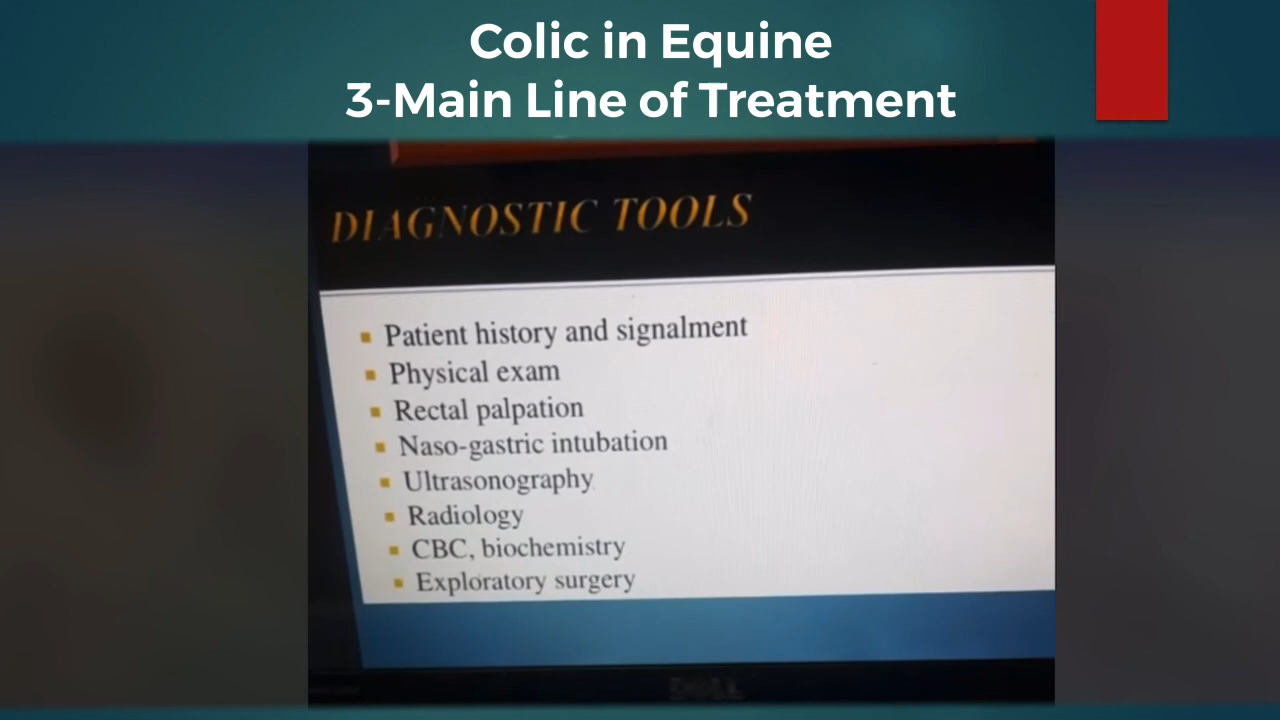 Colic in Equine
3-Main Line of Treatment
DIAGNOSTIC TOOLS
Patient history and signalment
Physical exam
Rectal palpation
Naso-gastric intubation
Ultrasonography
Radiology
CBC, biochemistry
Exploratory surgery
DELL